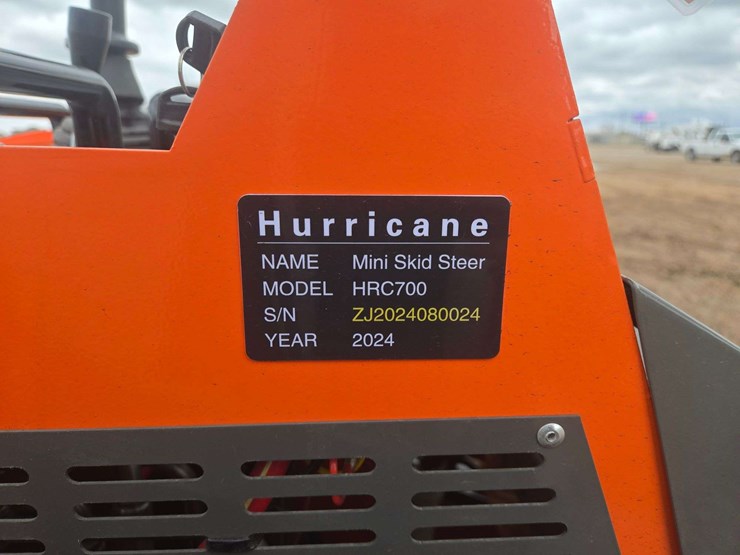 Hurricane
NAME Mini Skid Steer
MODEL HRC700
S/N ZJ2024080024
YEAR 2024